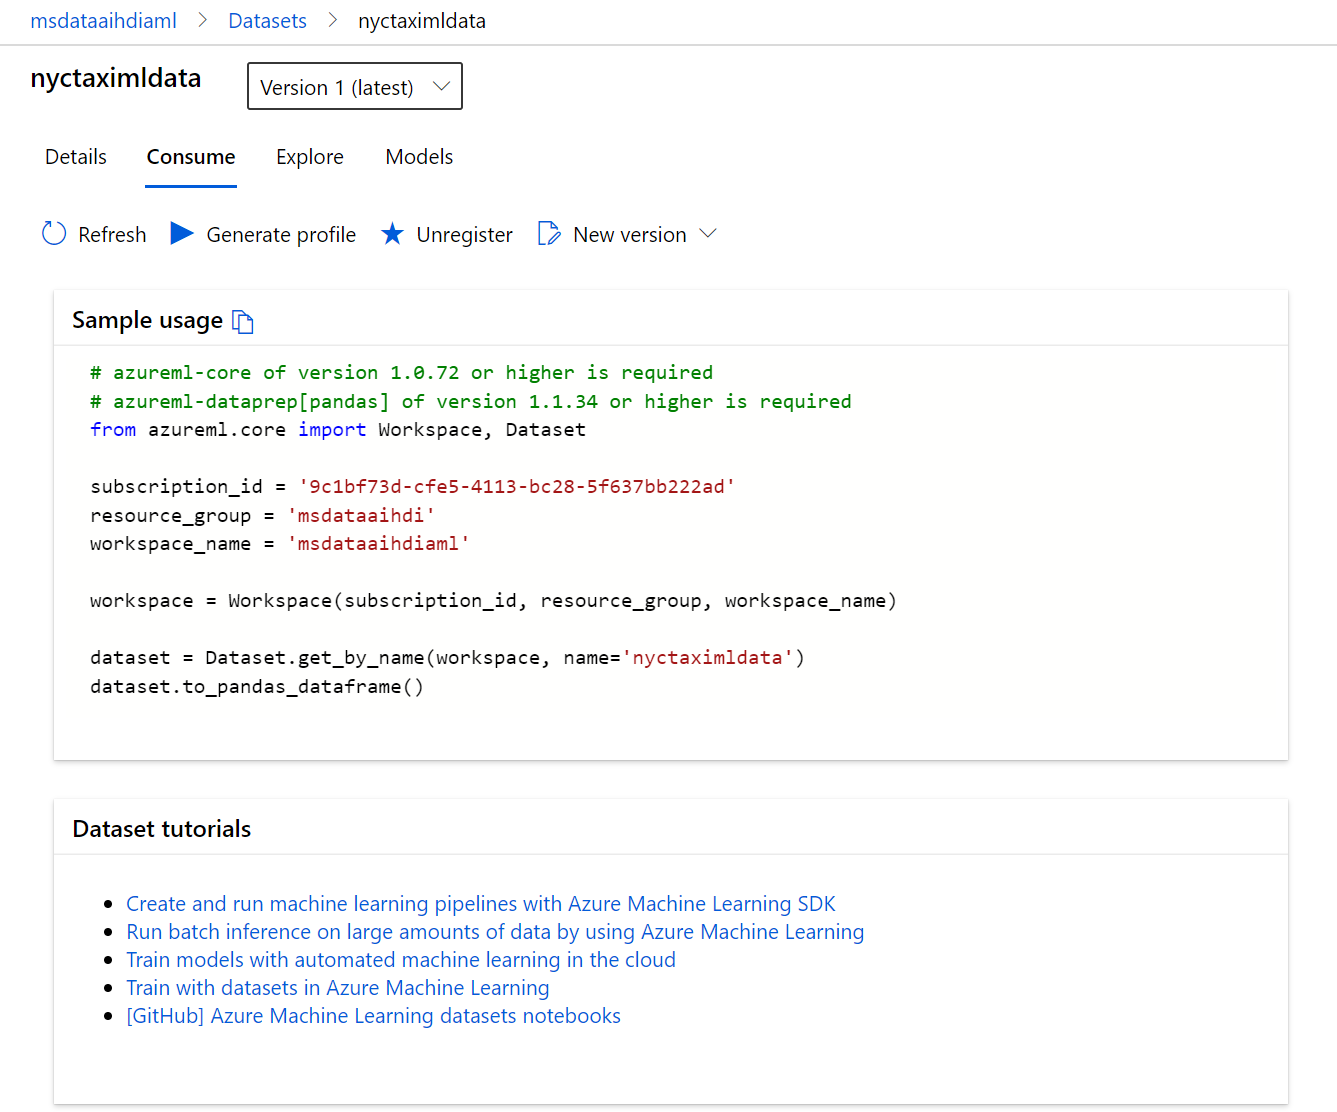 msdataaihdiaml > Datasets > nyctaximldata
nyctaximldata
Version 1 (latest)
Details Consume Explore Models
Refresh Generate profile Unregister New version
Sample usage
# azureml-core of version 1.0.72 or higher is required
# azureml-dataprep[pandas] of version 1.1.34 or higher is required
from azureml.core import Workspace, Dataset
subscription_id = '9c1bf73d-cfe5-4113-bc28-5f637bb222ad'
resource_group = 'msdataaihdi'
workspace_name = 'msdataaihdiaml'
workspace = Workspace(subscription_id, resource_group, workspace_name)
dataset = Dataset.get_by_name(workspace, name='nyctaximldata')
dataset.to_pandas_dataframe()
Dataset tutorials
Create and run machine learning pipelines with Azure Machine Learning SDK
Run batch inference on large amounts of data by using Azure Machine Learning
Train models with automated machine learning in the cloud
Train with datasets in Azure Machine Learning
[GitHub] Azure Machine Learning datasets notebooks